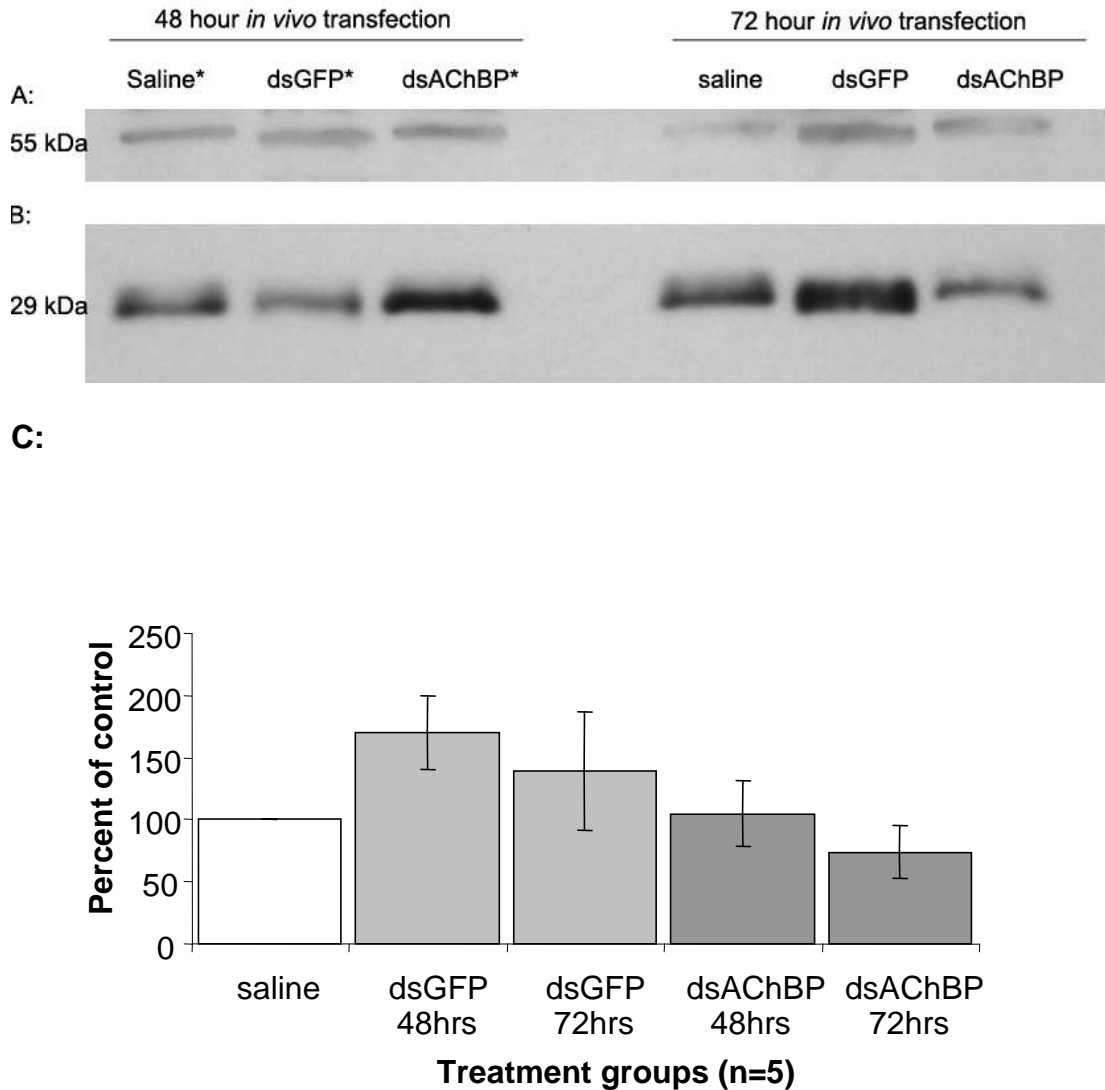 48 hour in vivo transfection
72 hour in vivo transfection
Saline* dsGFP* dsAChBP*
saline dsGFP dsAChBP
A:
55 kDa
B:
29 kDa
C:
250
200
150
100
50
0
Percent of control
saline
dsGFP 48hrs
dsGFP 72hrs
dsAChBP 48hrs
dsAChBP 72hrs
Treatment groups (n=5)